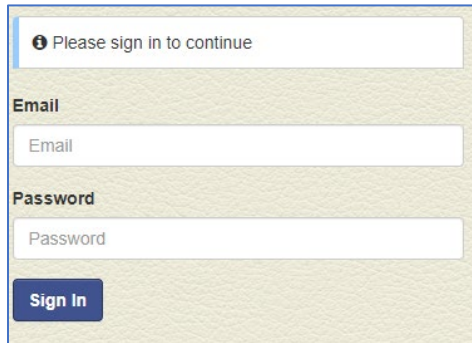 Please sign in to continue
Email
Email
Password
Password
Sign In